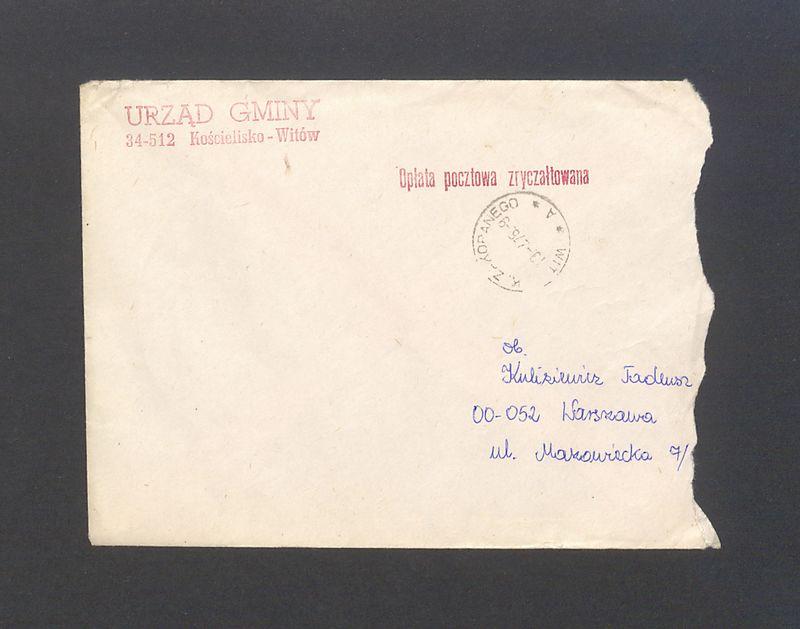 URZĄD GMINY
34-512 Kościelisko-Witów
Opłata pocztowa zryczałtowana
A
ob.
Kulisiewicz Tadeusz
00-052 Warszawa
ul. Mazowiecka 7/